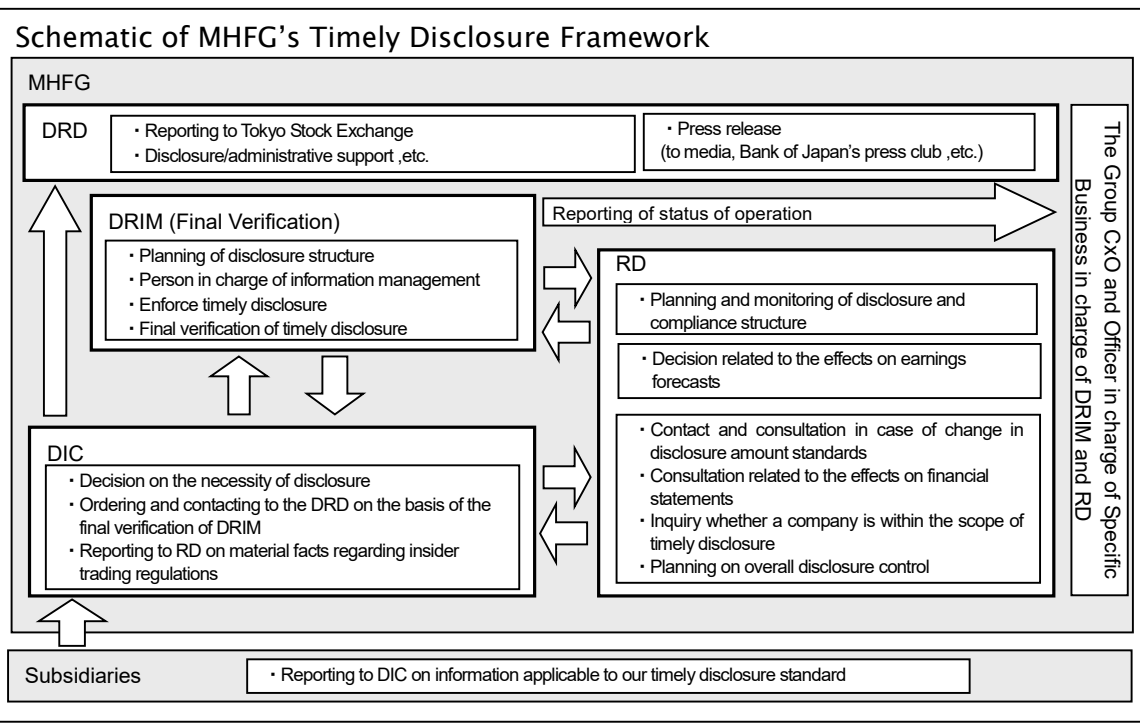 Schematic of MHFG's Timely Disclosure Framework
MHFG
DRD
・Reporting to Tokyo Stock Exchange
・Disclosure/administrative support ,etc.
・Press release
(to media, Bank of Japan's press club ,etc.)
The Group CxO and Officer in charge of Specific
Business in charge of DRIM and RD
DRIM (Final Verification)
・Planning of disclosure structure
・Person in charge of information management
・Enforce timely disclosure
・Final verification of timely disclosure
Reporting of status of operation
RD
・Planning and monitoring of disclosure and
compliance structure
・Decision related to the effects on earnings
forecasts
・Contact and consultation in case of change in
disclosure amount standards
・Consultation related to the effects on financial
statements
・Inquiry whether a company is within the scope of
timely disclosure
・Planning on overall disclosure control
DIC
・Decision on the necessity of disclosure
・Ordering and contacting to the DRD on the basis of the
final verification of DRIM
・Reporting to RD on material facts regarding insider
trading regulations
Subsidiaries
・Reporting to DIC on information applicable to our timely disclosure standard